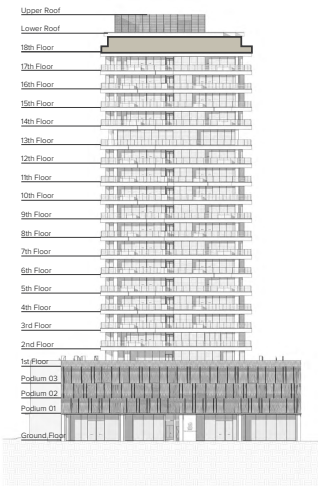 Upper Roof
Lower Roof
18th Floor
17th Floor
16th Floor
15th Floor
14th Floor
13th Floor
12th Floor
11th Floor
10th Floor
9th Floor
8th Floor
7th Floor
6th Floor
5th Floor
4th Floor
3rd Floor
2nd Floor
1st Floor
Podium 03
Podium 02
Podium 01
Ground Floor